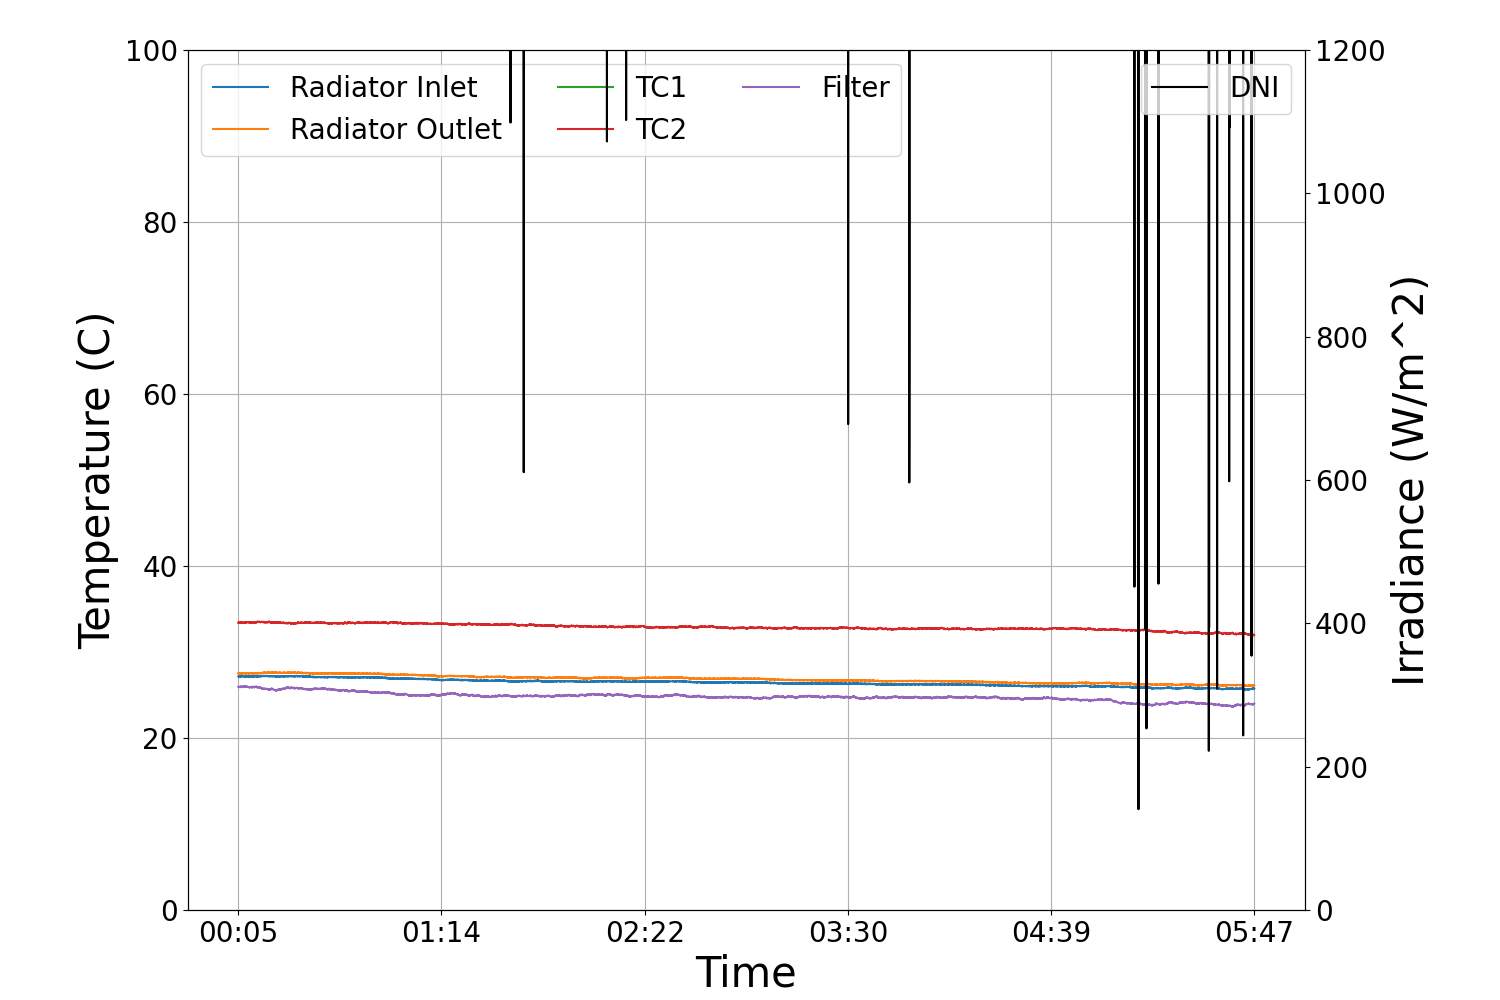 100
80
60
40
20
0
Temperature (C)
Radiator Inlet
Radiator Outlet
TC1
TC2
Filter
DNI
1200
1000
800
600
400
200
0
Irradiance (W/m^2)
00:05 01:14 02:22 03:30 04:39 05:47
Time